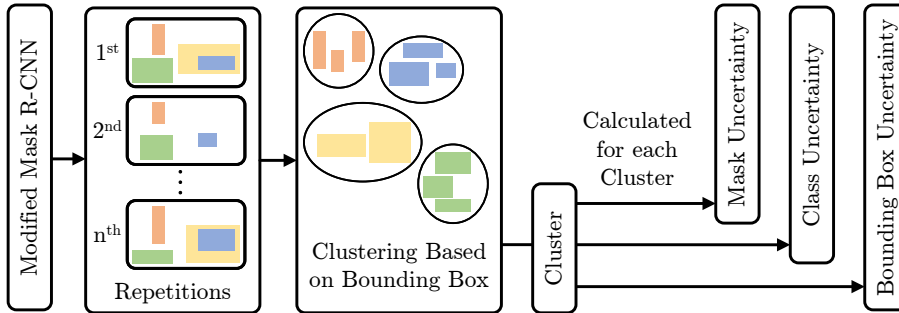 Modified Mask R-CNN
1st
2nd
nth
Repetitions
Clustering Based
on Bounding Box
Cluster
Calculated
for each
Cluster
Mask Uncertainty
Class Uncertainty
Bounding Box Uncertainty